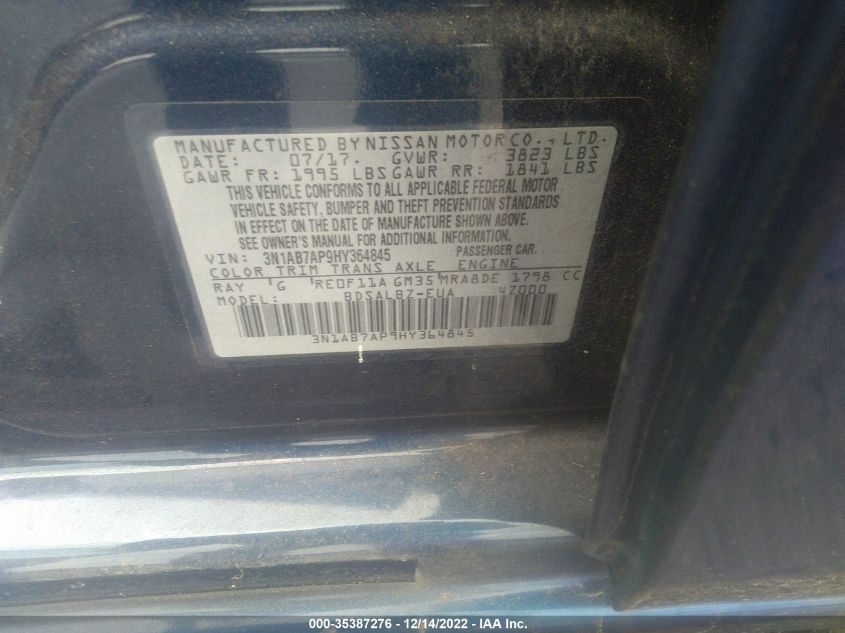 MANUFACTURED BY NISSAN MOTOR CO., LTD.
DATE: 07/17. GVWR: 3823 LBS
GAWR FR: 1995 LBS GAWR RR: 1841 LBS
THIS VEHICLE CONFORMS TO ALL APPLICABLE FEDERAL MOTOR
VEHICLE SAFETY, BUMPER AND THEFT PREVENTION STANDARDS
IN EFFECT ON THE DATE OF MANUFACTURE SHOWN ABOVE.
SEE OWNER'S MANUAL FOR ADDITIONAL INFORMATION.
VIN: 3N1AB7AP9HY364845 PASSENGER CAR.
COLOR TRIM TRANS AXLE ENGINE
RAY 'G 'RE0F11A GM35'MRA8DE 1798 CC
MODEL: BDSALBZ-EUA 4Z000
3N1AB7AP9HY364845
000-35387276 - 12/14/2022 - IAA Inc.